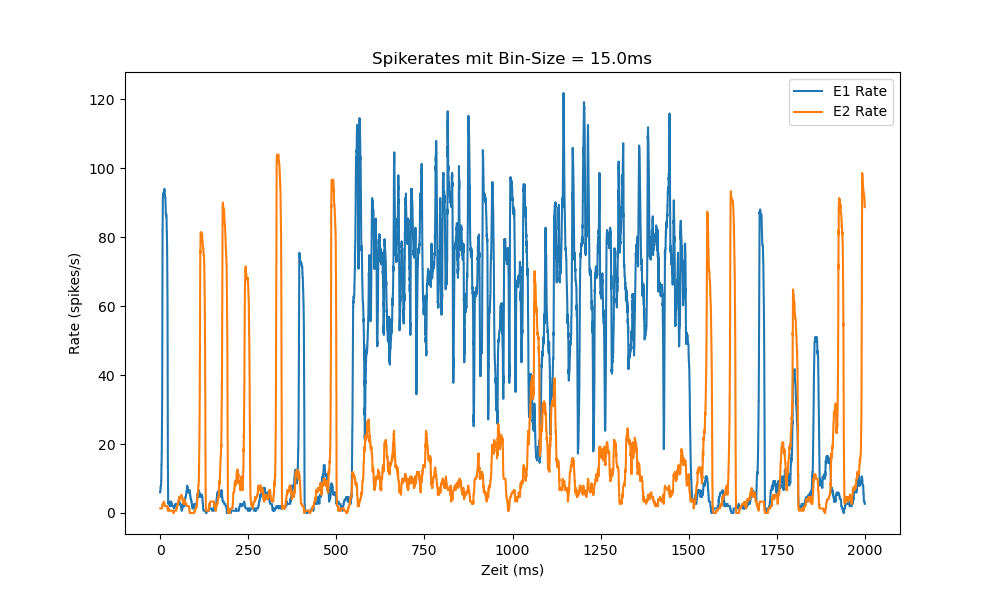 Spikerates mit Bin-Size = 15.0ms
E1 Rate
E2 Rate
120
100
80
60
40
20
0
Rate (spikes/s)
0 250 500 750 1000 1250 1500 1750 2000
Zeit (ms)